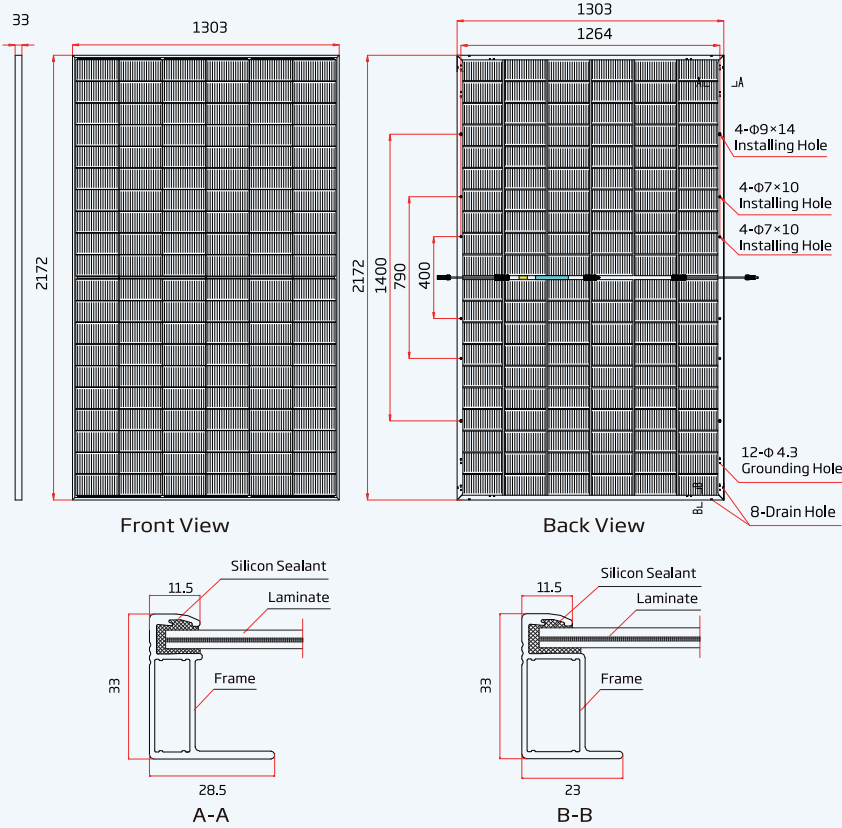 33
1303
2172
Front View
1303
1264
A
A
2172
1400
790
400
4-Φ9×14
Installing Hole
4-Φ7×10
Installing Hole
4-Φ7×10
Installing Hole
12-Φ 4.3
Grounding Hole
8-Drain Hole
B
B
Back View
Silicon Sealant
11.5
Laminate
33
Frame
28.5
A-A
Silicon Sealant
11.5
Laminate
33
Frame
23
B-B